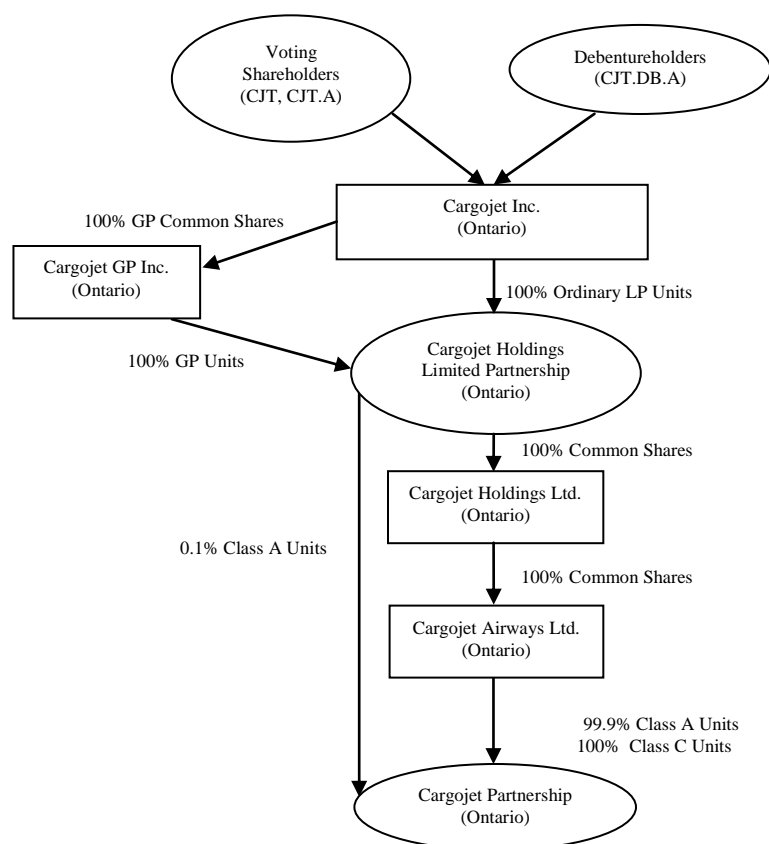 Voting
Shareholders
(CJT, CJT.A)
Debentureholders
(CJT.DB.A)
Cargojet Inc.
(Ontario)
100% GP Common Shares
Cargojet GP Inc.
(Ontario)
100% Ordinary LP Units
100% GP Units
Cargojet Holdings
Limited Partnership
(Ontario)
100% Common Shares
Cargojet Holdings Ltd.
(Ontario)
0.1% Class A Units
100% Common Shares
Cargojet Airways Ltd.
(Ontario)
99.9% Class A Units
100% Class C Units
Cargojet Partnership
(Ontario)